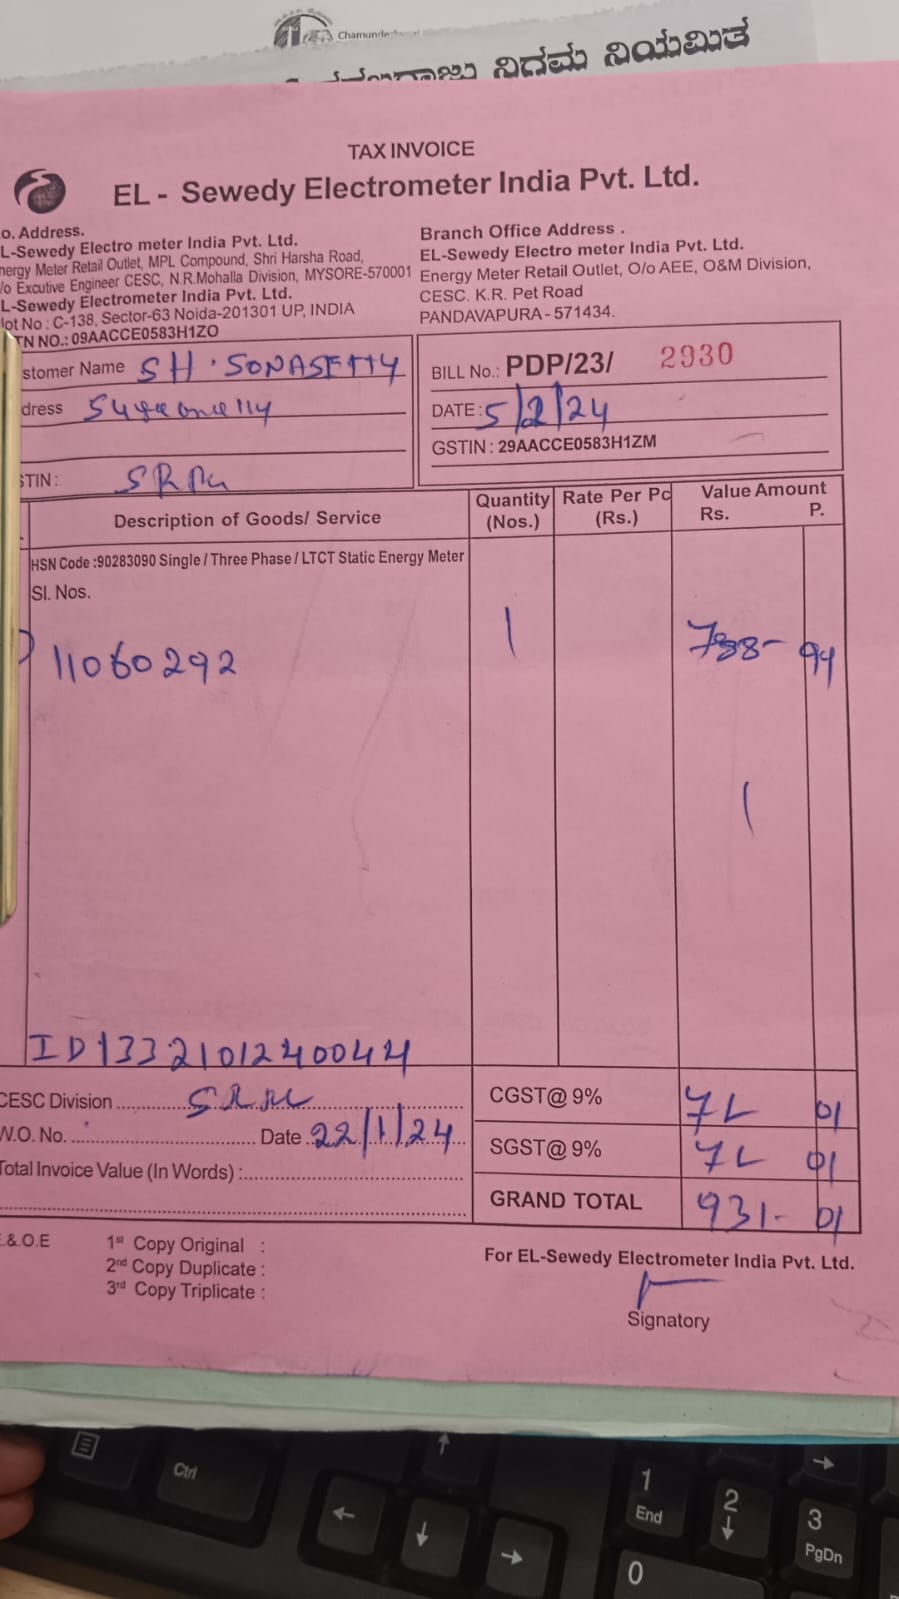 TAX INVOICE
EL - Sewedy Electrometer India Pvt. Ltd.
o. Address.
L-Sewedy Electro meter India Pvt. Ltd.
nergy Meter Retail Outlet, MPL Compound, Shri Harsha Road,
/o Excutive Engineer CESC, N.R.Mohalla Division, MYSORE-570001
L-Sewedy Electrometer India Pvt. Ltd.
lot No : C-138, Sector-63 Noida-201301 UP, INDIA
TN NO.: 09AACCE0583H1ZO
Branch Office Address .
EL-Sewedy Electro meter India Pvt. Ltd.
Energy Meter Retail Outlet, O/o AEE, O&M Division,
CESC. K.R. Pet Road
PANDAVAPURA - 571434.
stomer Name SH . SONASETTY
dress
STIN:
BILL No.: PDP/23/ 2930
DATE : 5/2/24
GSTIN : 29AACCE0583H1ZM
Description of Goods/ Service
Quantity (Nos.)
Rate Per Pc (Rs.)
Value Amount
Rs. P.
HSN Code :90283090 Single / Three Phase / LTCT Static Energy Meter
Sl. Nos.
11060292 1 788- 94
ID 1332101240044
CESC Division
W.O. No. Date 22/1/24
Total Invoice Value (In Words) :
CGST@ 9% 01
SGST@ 9% 01
GRAND TOTAL 931- 01
.&.O.E
1st Copy Original :
2nd Copy Duplicate :
3rd Copy Triplicate :
For EL-Sewedy Electrometer India Pvt. Ltd.
Signatory
Ctrl
1
End
2
3
PgDn
0
ನಿಗಮ ನಿಯಮಿತ